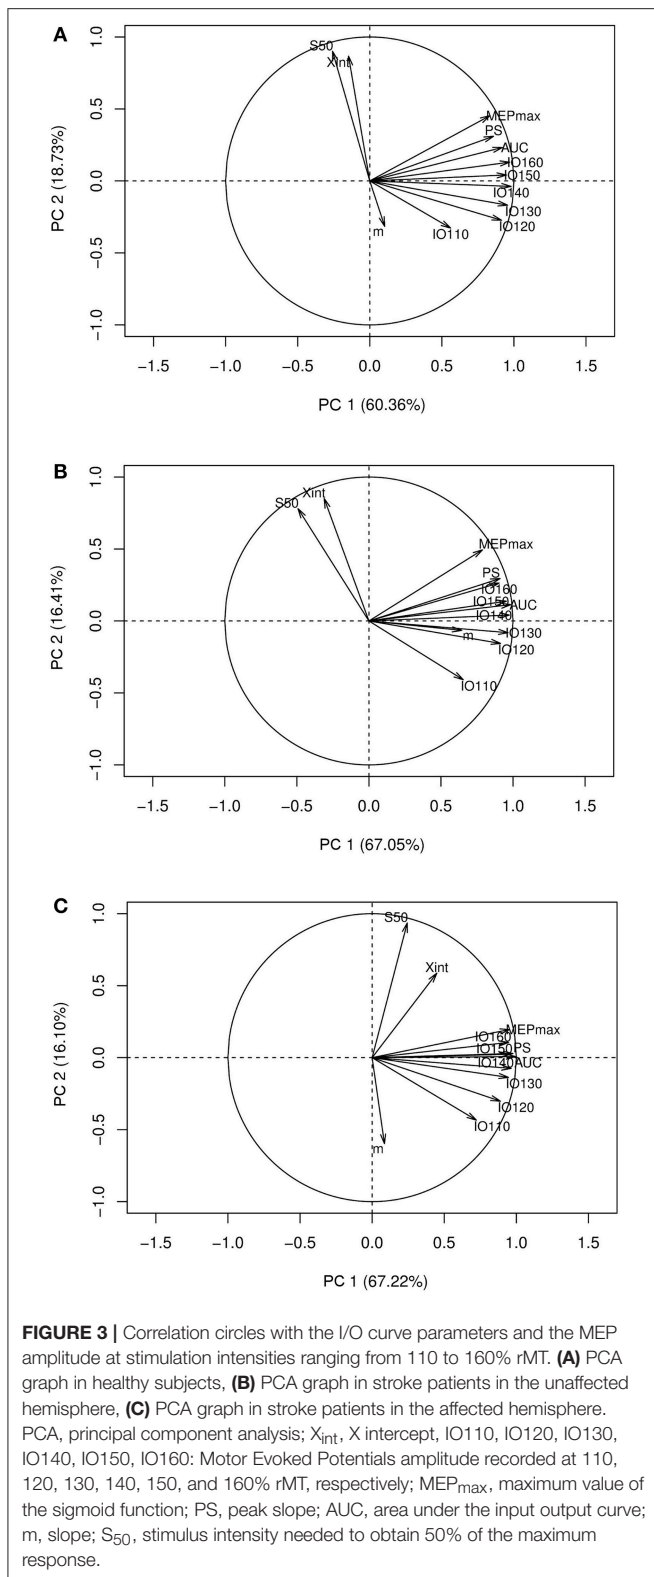 A
1.0
0.5
0.0
−0.5
−1.0
PC 2 (18.73%)
S50
Xint
MEPmax
PS
AUC
IO160
IO150
IO140
IO130
IO120
IO110
m
−1.5 −1.0 −0.5 0.0 0.5 1.0 1.5
PC 1 (60.36%)
B
1.0
0.5
0.0
−0.5
−1.0
PC 2 (16.41%)
Xint
S50
MEPmax
PS
IO160
IO150
AUC
IO140
IO130
m
IO120
IO110
−1.5 −1.0 −0.5 0.0 0.5 1.0 1.5
PC 1 (67.05%)
C
1.0
0.5
0.0
−0.5
−1.0
PC 2 (16.10%)
S50
Xint
MEPmax
IO160
IO150
PS
IO140
AUC
IO130
IO120
IO110
m
−1.5 −1.0 −0.5 0.0 0.5 1.0 1.5
PC 1 (67.22%)
FIGURE 3 | Correlation circles with the I/O curve parameters and the MEP
amplitude at stimulation intensities ranging from 110 to 160% rMT. (A) PCA
graph in healthy subjects, (B) PCA graph in stroke patients in the unaffected
hemisphere, (C) PCA graph in stroke patients in the affected hemisphere.
PCA, principal component analysis; Xint, X intercept, IO110, IO120, IO130,
IO140, IO150, IO160: Motor Evoked Potentials amplitude recorded at 110,
120, 130, 140, 150, and 160% rMT, respectively; MEPmax, maximum value of
the sigmoid function; PS, peak slope; AUC, area under the input output curve;
m, slope; S50, stimulus intensity needed to obtain 50% of the maximum
response.